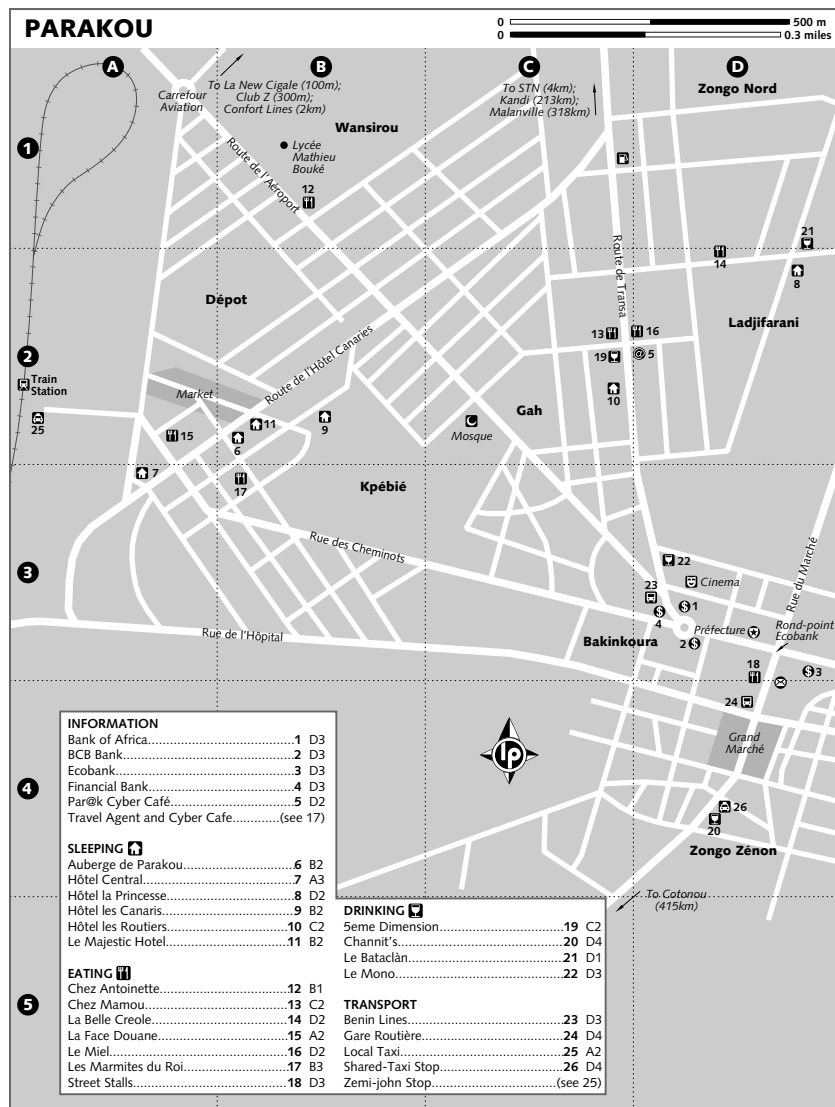 PARAKOU
0 500 m
0 0.3 miles
A
B
C
D
To La New Cigale (100m);
Club Z (300m);
Confort Lines (2km)
Carrefour
Aviation
To STN (4km);
Kandi (213km);
Malanville (318km)
Zongo Nord
Wansirou
1
Lycée
Mathieu
Bouké
Route de l'Aéroport
12
21
14
8
Route de Transa
Dépot
Ladjifarani
13
16
2
19
@ 5
Train
Station
Route de l'Hôtel Canaries
10
Market
Gah
25
11
9
15
6
Mosque
7
17
Kpébié
Rue des Cheminots
Rue du Marché
22
3
Cinema
23
$ 1
$
4
Préfecture
Rond-point
Ecobank
Rue de l'Hôpital
Bakinkoura
2 $
18
$ 3
24
Grand
Marché
lp
4
26
20
Zongo Zénon
To Cotonou
(415km)
5
INFORMATION
Bank of Africa..............................1 D3
BCB Bank....................................2 D3
Ecobank......................................3 D3
Financial Bank..............................4 D3
Par@k Cyber Café........................5 D2
Travel Agent and Cyber Cafe............(see 17)
SLEEPING
Auberge de Parakou......................6 B2
Hôtel Central................................7 A3
Hôtel la Princesse.........................8 D2
Hôtel les Canaris..........................9 B2
Hôtel les Routiers........................10 C2
Le Majestic Hotel.........................11 B2
EATING
Chez Antoinette...........................12 B1
Chez Mamou...............................13 C2
La Belle Creole.............................14 D2
La Face Douane...........................15 A2
Le Miel........................................16 D2
Les Marmites du Roi.....................17 B3
Street Stalls.................................18 D3
DRINKING
5eme Dimension..........................19 C2
Channit's.....................................20 D4
Le Bataclàn..................................21 D1
Le Mono.....................................22 D3
TRANSPORT
Benin Lines..................................23 D3
Gare Routière..............................24 D4
Local Taxi....................................25 A2
Shared-Taxi Stop.........................26 D4
Zemi-john Stop............................(see 25)